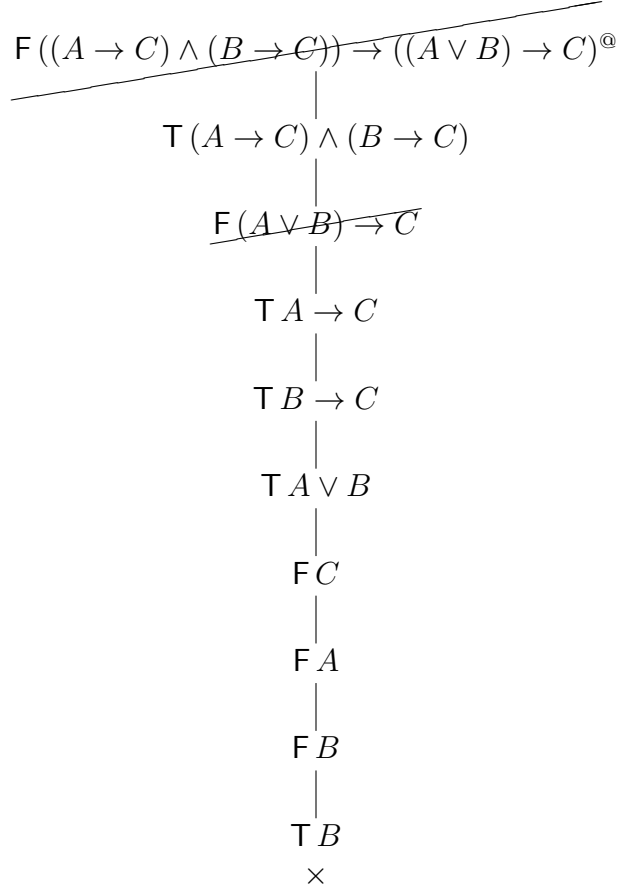 F ((A → C) ∧ (B → C)) → ((A ∨ B) → C)@
T (A → C) ∧ (B → C)
F (A ∨ B) → C
T A → C
T B → C
T A ∨ B
F C
F A
F B
T B
×